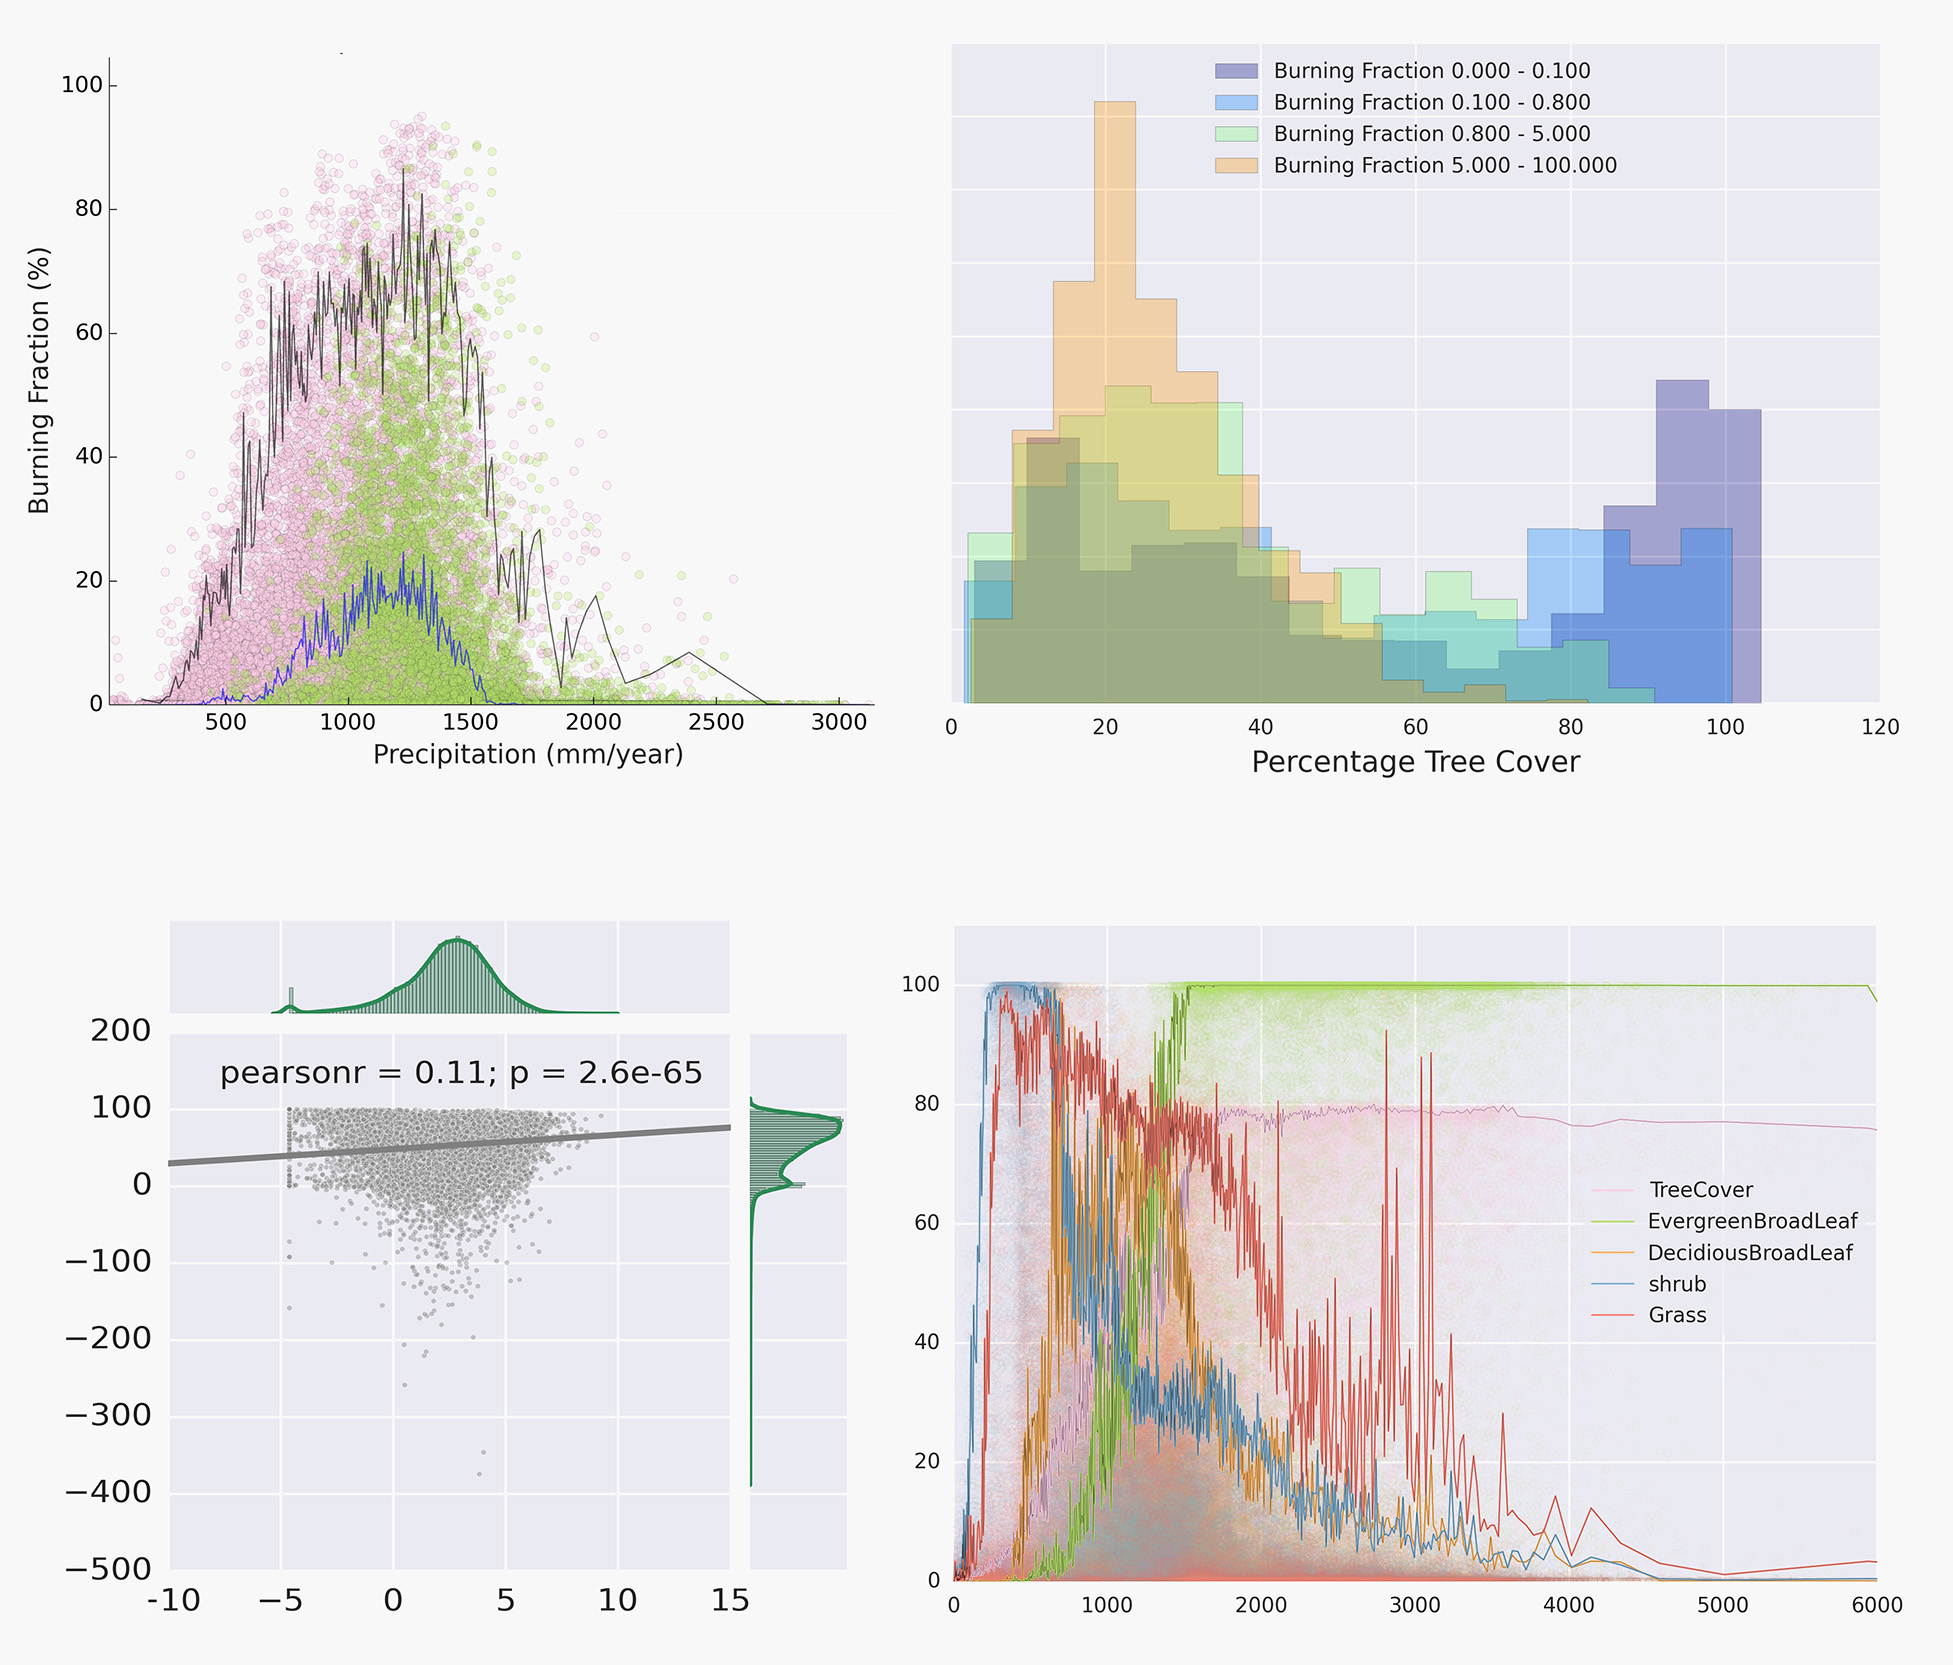 100
80
60
40
20
0
Burning Fraction (%)
500 1000 1500 2000 2500 3000
Precipitation (mm/year)
Burning Fraction 0.000 - 0.100
Burning Fraction 0.100 - 0.800
Burning Fraction 0.800 - 5.000
Burning Fraction 5.000 - 100.000
0 20 40 60 80 100 120
Percentage Tree Cover
pearsonr = 0.11; p = 2.6e-65
200
100
0
−100
−200
−300
−400
−500
-10 −5 0 5 10 15
100
80
60
40
20
0
TreeCover
EvergreenBroadLeaf
DecidiousBroadLeaf
shrub
Grass
0 1000 2000 3000 4000 5000 6000